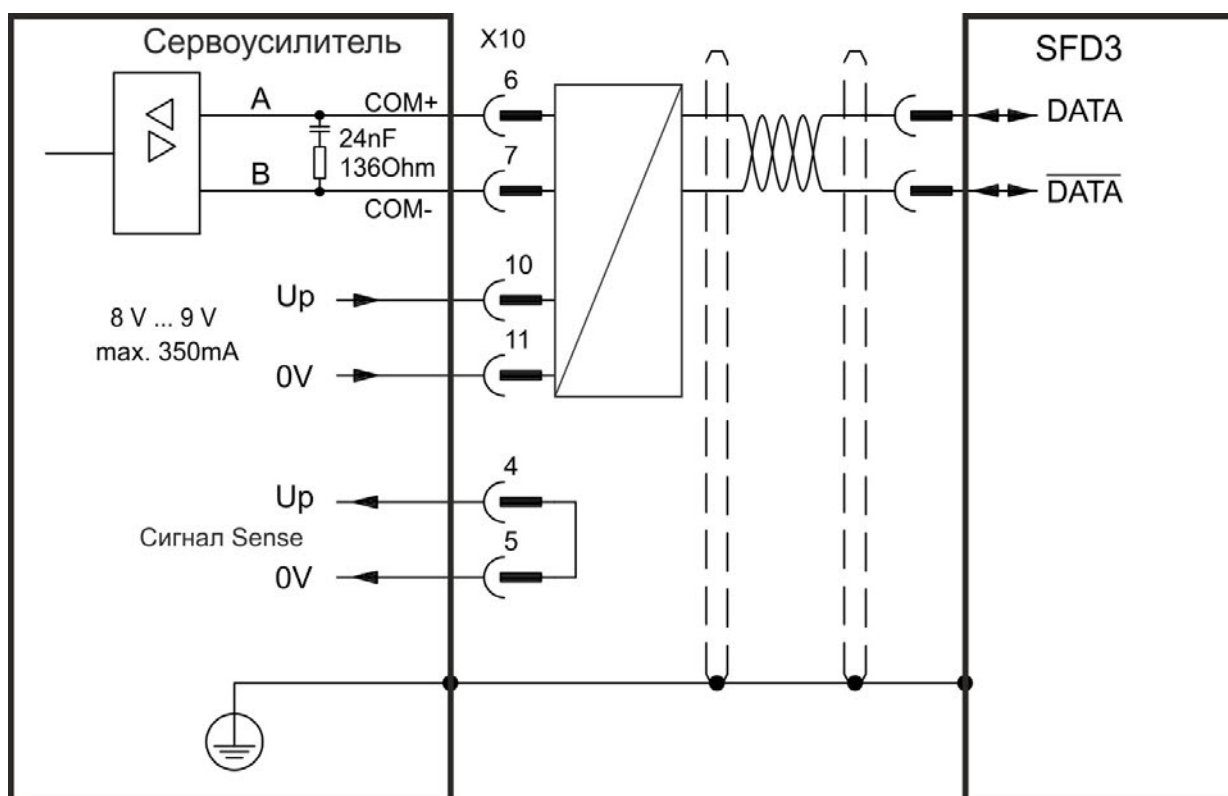 Сервоусилитель
X10
SFD3
6
A
COM+
DATA
24nF
7
136Ohm
B
COM-
DATA
10
Up
8 V ... 9 V
11
max. 350mA
0V
4
Up
Сигнал Sense
5
0V